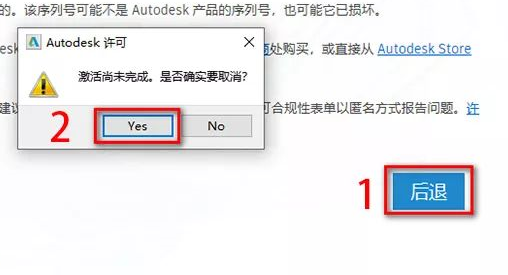 的。该序列号可能不是 Autodesk 产品的序列号，也可能它已损坏。
Autodesk 许可
处购买，或直接从 Autodesk Store
激活尚未完成。是否确实要取消?
可合规性表单以匿名方式报告问题。许
2
Yes
No
1
后退